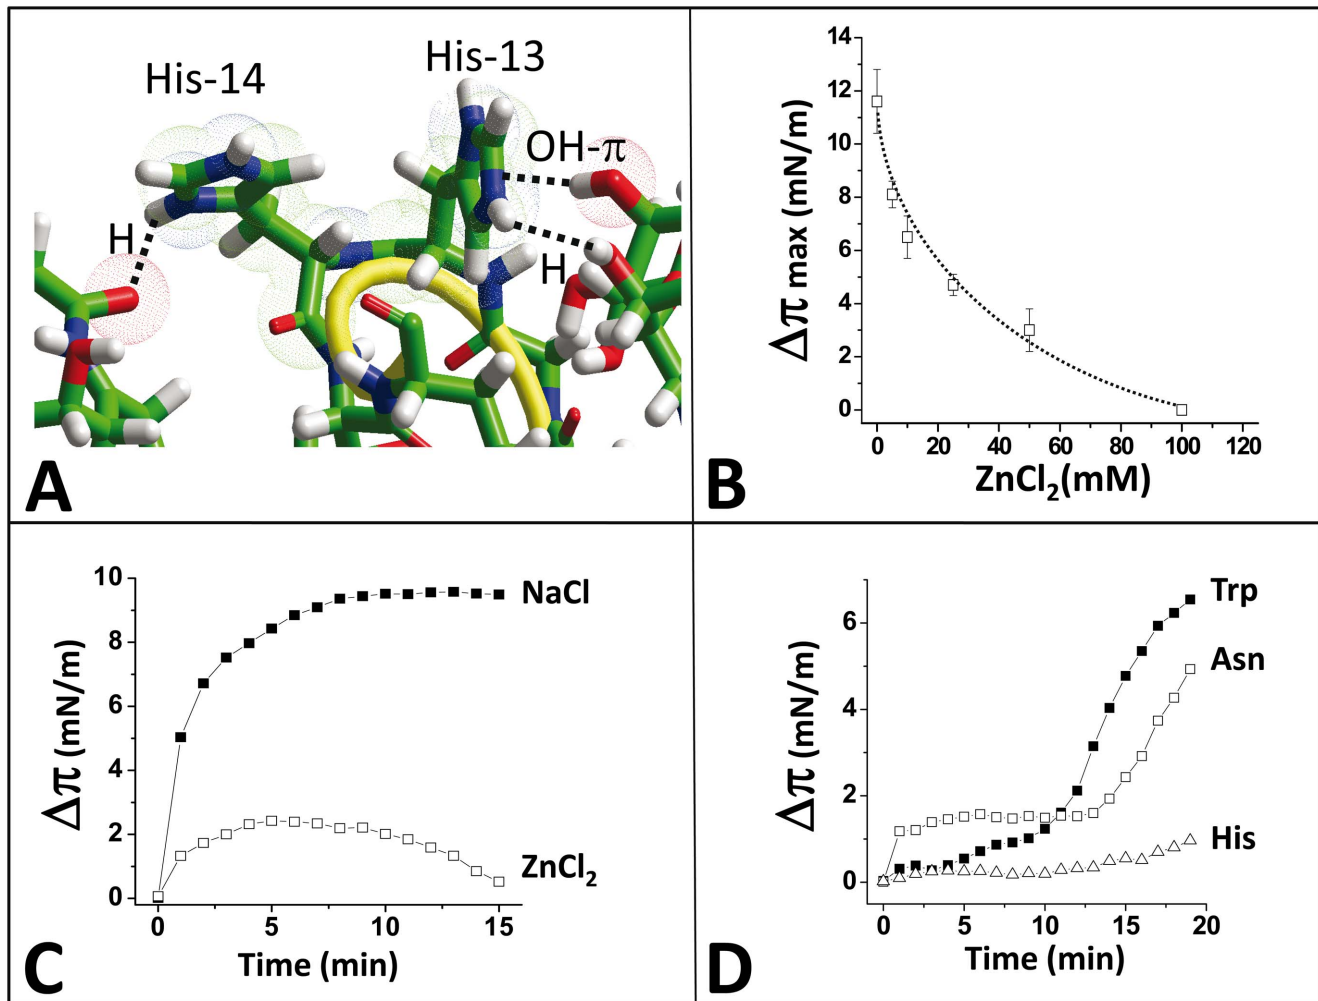 His-14
His-13
OH-π
H
H
A
Δπ max (mN/m)
14
12
10
8
6
4
2
0
0 20 40 60 80 100 120
ZnCl₂(mM)
B
Δπ (mN/m)
10
8
6
4
2
0
NaCl
ZnCl₂
0 5 10 15
Time (min)
C
Δπ (mN/m)
6
4
2
0
Trp
Asn
His
0 5 10 15 20
Time (min)
D